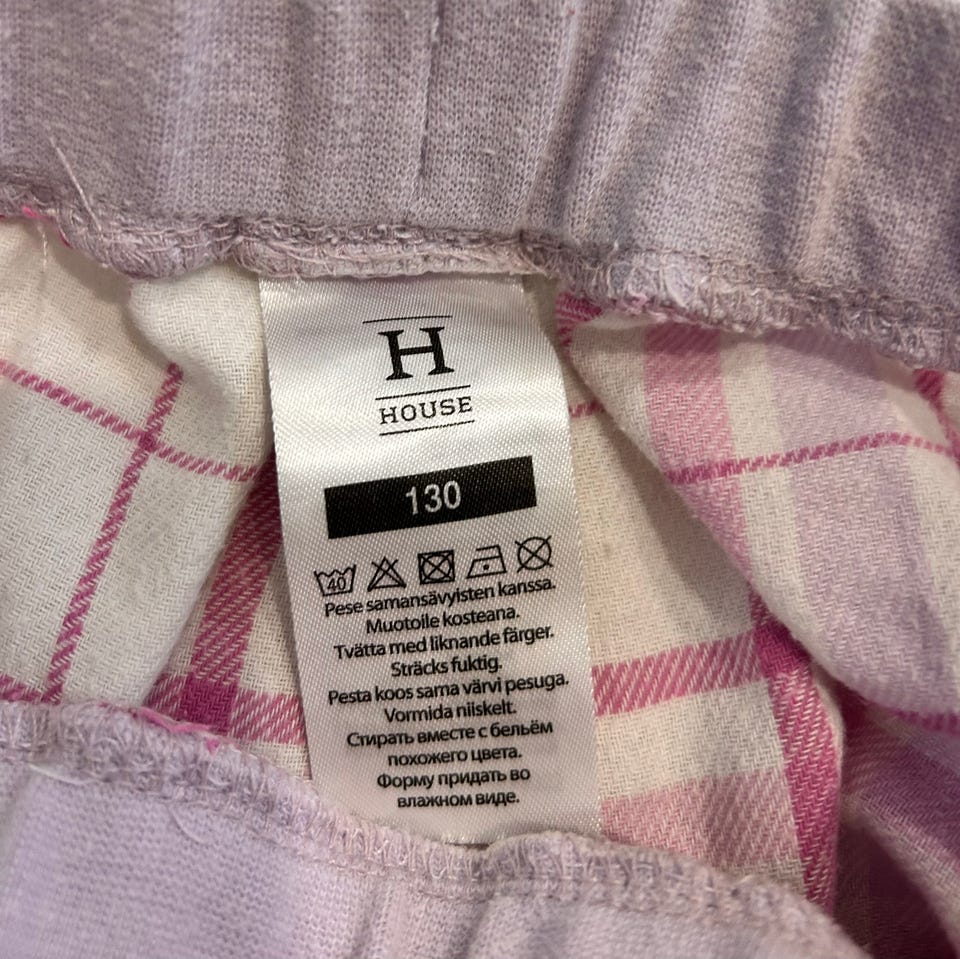 H
HOUSE
130
40
Pese samansävyisten kanssa.
Muotoile kosteana.
Tvätta med liknande färger.
Sträcks fuktig.
Pesta koos sama värvi pesuga.
Vormida niiskelt.
Стирать вместе с бельём
похожего цвета.
Форму придать во
влажном виде.